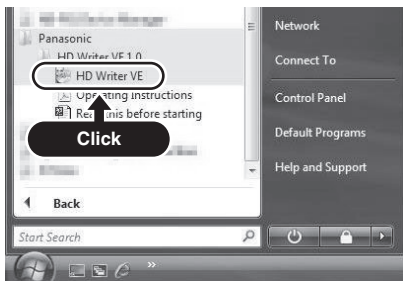 Panasonic
HD Writer VE 1.0
HD Writer VE
Operating Instructions
Read this before starting
Click
Back
Start Search
Network
Connect To
Control Panel
Default Programs
Help and Support